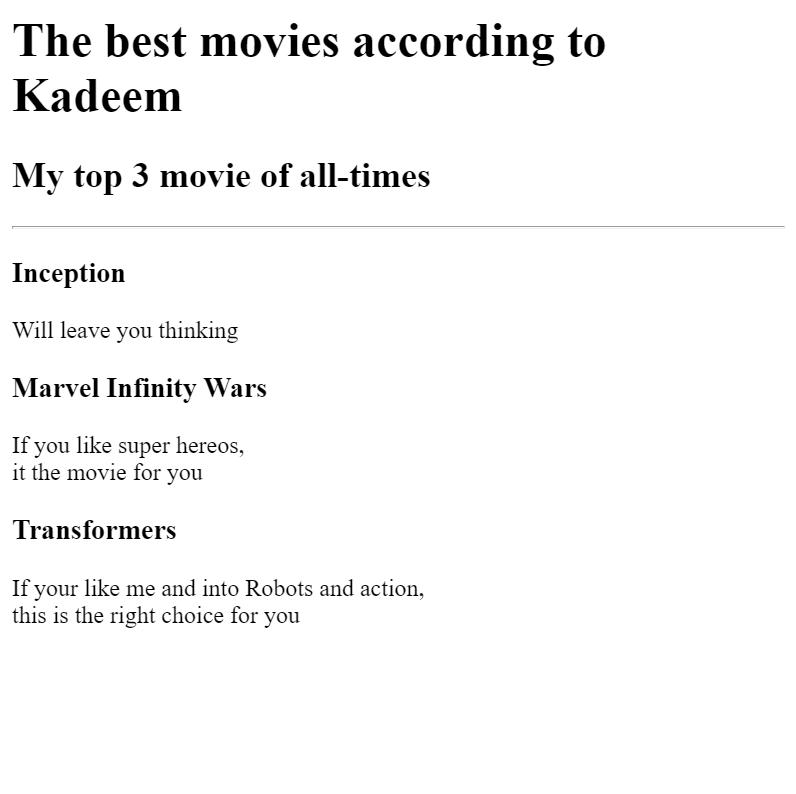 The best movies according to
Kadeem
My top 3 movie of all-times
Inception
Will leave you thinking
Marvel Infinity Wars
If you like super hereos,
it the movie for you
Transformers
If your like me and into Robots and action,
this is the right choice for you